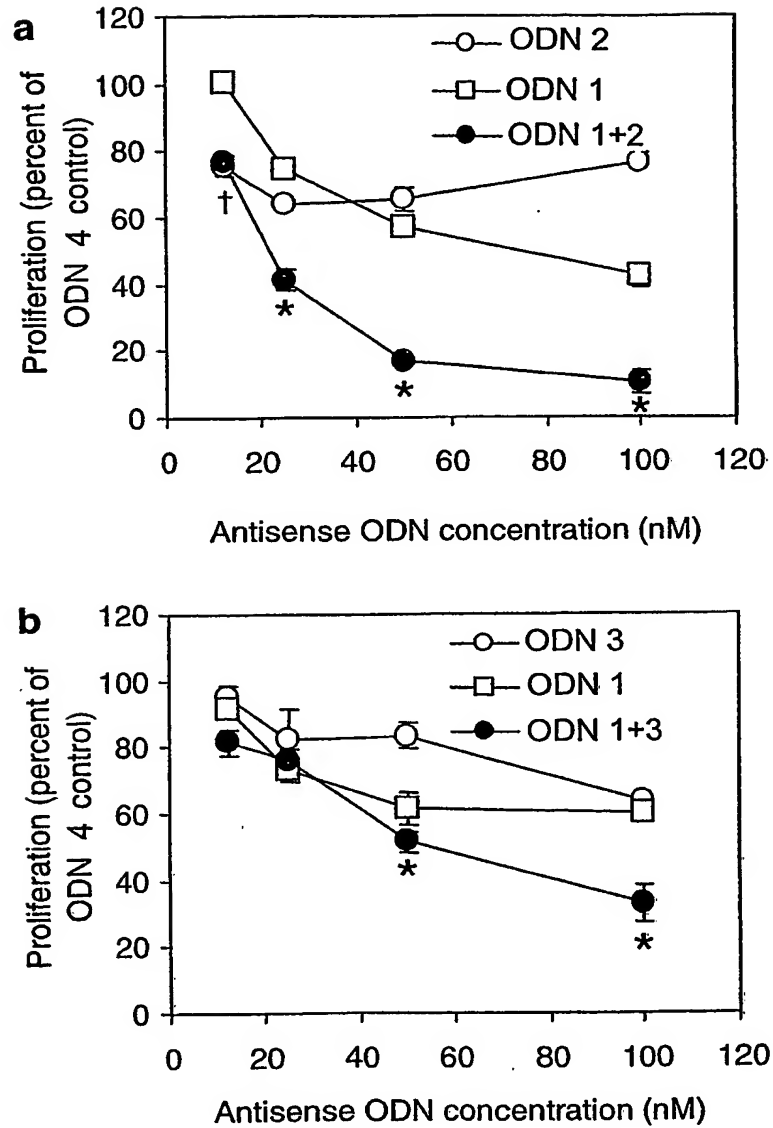 a
Proliferation (percent of
ODN 4 control)
120
100
80
60
40
20
0
ODN 2
ODN 1
ODN 1+2
†
*
*
*
0 20 40 60 80 100 120
Antisense ODN concentration (nM)
b
Proliferation (percent of
ODN 4 control)
120
100
80
60
40
20
0
ODN 3
ODN 1
ODN 1+3
*
*
0 20 40 60 80 100 120
Antisense ODN concentration (nM)